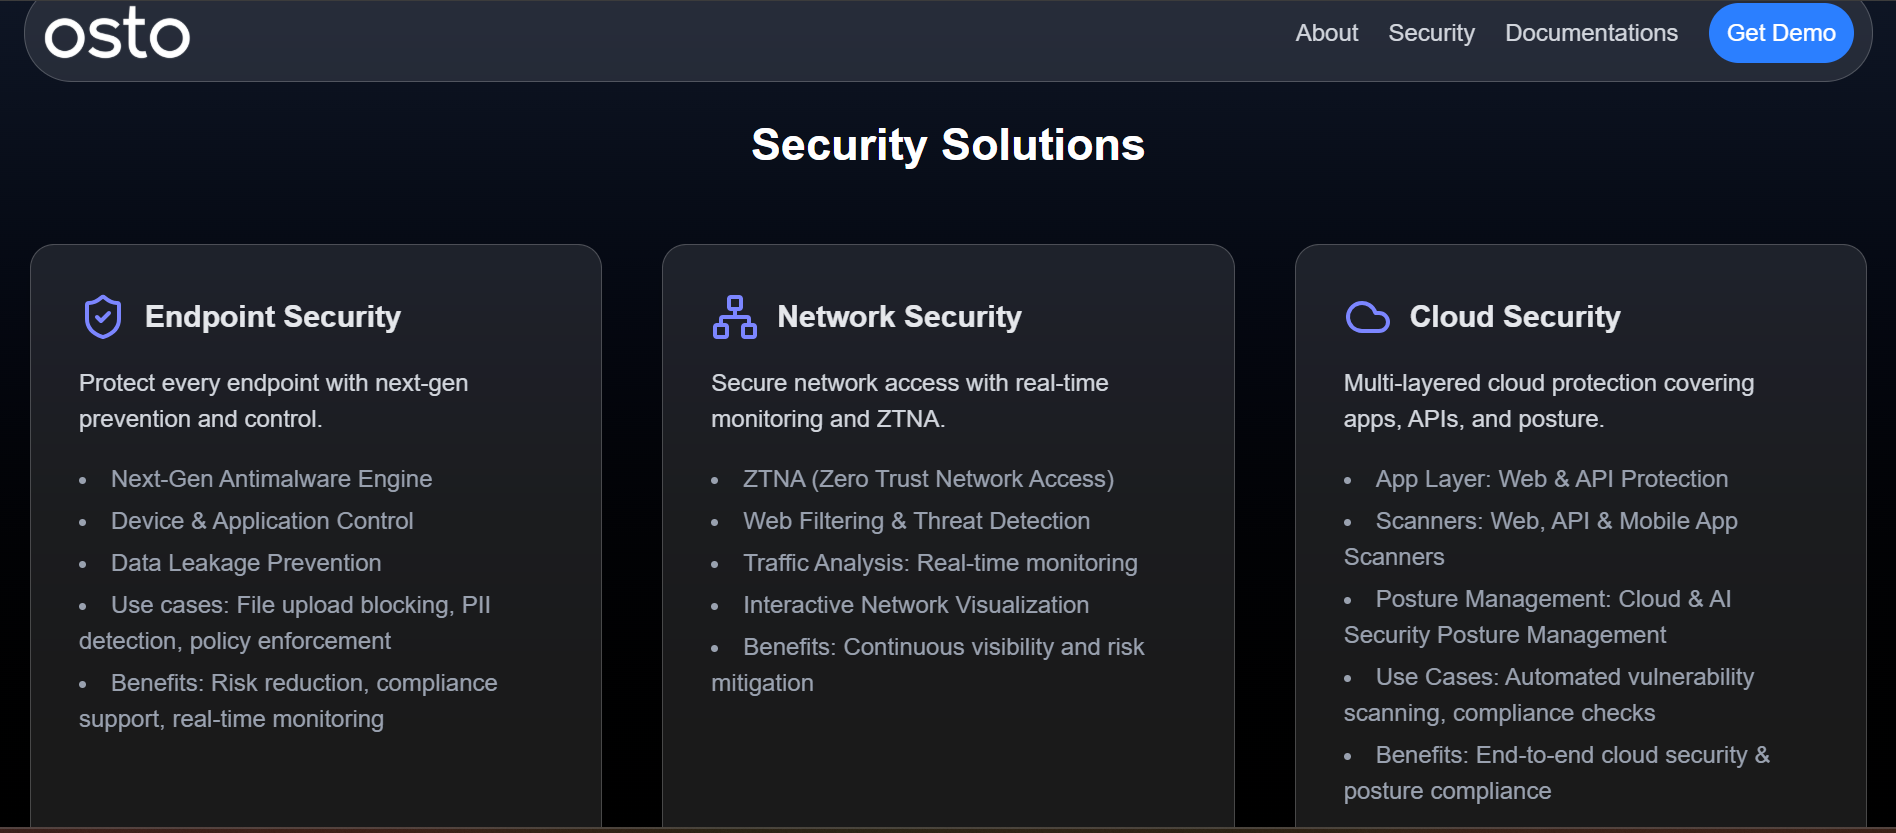 osto
About Security Documentations Get Demo
Security Solutions
Endpoint Security
Protect every endpoint with next-gen
prevention and control.
• Next-Gen Antimalware Engine
• Device & Application Control
• Data Leakage Prevention
• Use cases: File upload blocking, PII
detection, policy enforcement
• Benefits: Risk reduction, compliance
support, real-time monitoring
Network Security
Secure network access with real-time
monitoring and ZTNA.
• ZTNA (Zero Trust Network Access)
• Web Filtering & Threat Detection
• Traffic Analysis: Real-time monitoring
• Interactive Network Visualization
• Benefits: Continuous visibility and risk
mitigation
Cloud Security
Multi-layered cloud protection covering
apps, APIs, and posture.
• App Layer: Web & API Protection
• Scanners: Web, API & Mobile App
Scanners
• Posture Management: Cloud & AI
Security Posture Management
• Use Cases: Automated vulnerability
scanning, compliance checks
• Benefits: End-to-end cloud security &
posture compliance